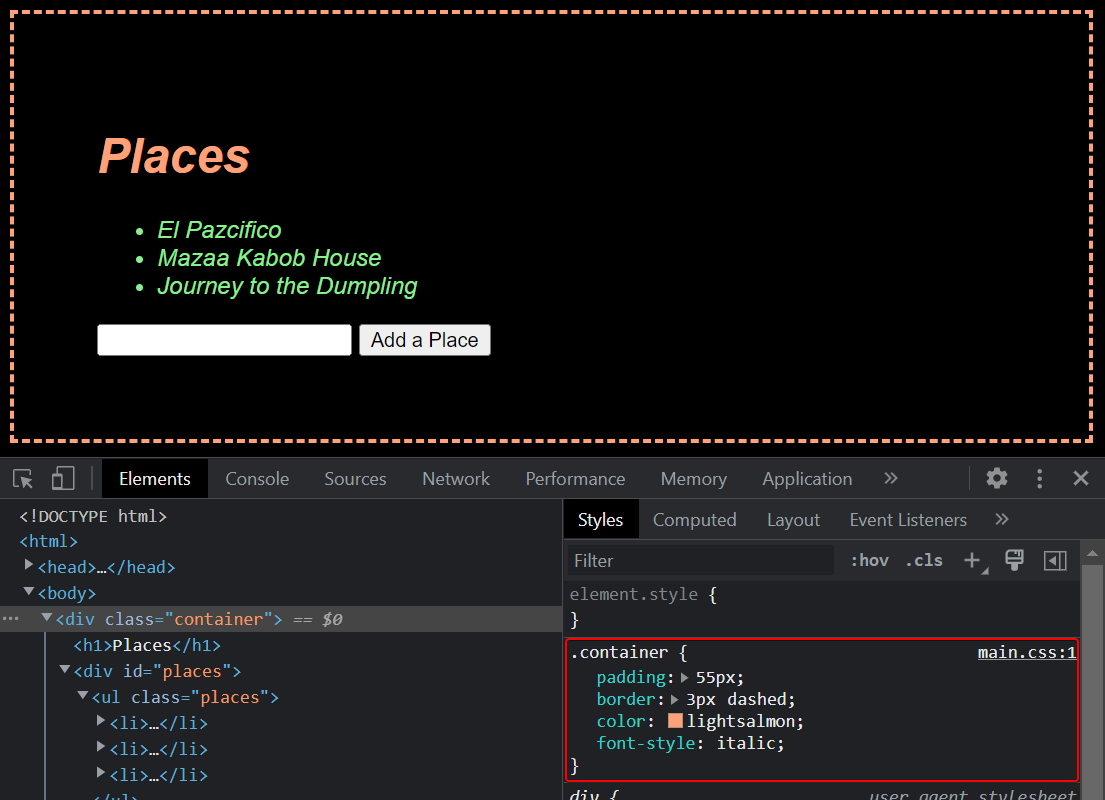 Places
El Pazcifico
Mazaa Kabob House
Journey to the Dumpling
Add a Place
Elements Console Sources Network Performance Memory Application »
<!DOCTYPE html>
<html>
<head>…</head>
<body>
<div class="container"> == $0
<h1>Places</h1>
<div id="places">
<ul class="places">
<li>…</li>
<li>…</li>
<li>…</li>
</ul>
Styles Computed Layout Event Listeners »
Filter :hov .cls +
element.style {
}
.container { main.css:1
padding: 55px;
border: 3px dashed;
color: lightsalmon;
font-style: italic;
}
div { user agent stylesheet